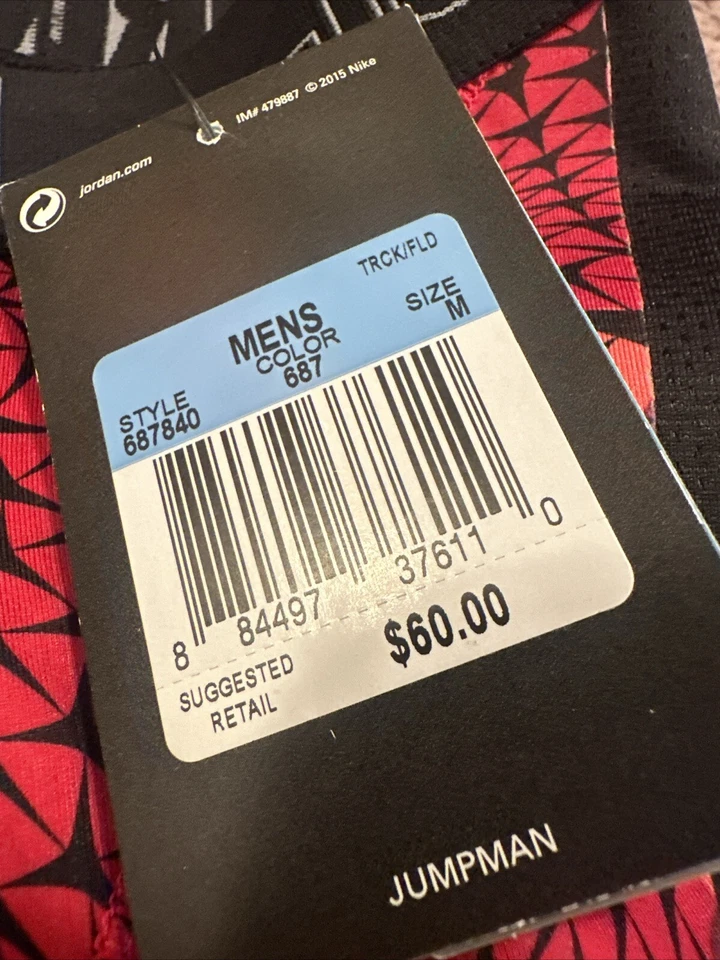 IM# 479887 © 2015 Nike
jordan.com
TRCK/FLD
MENS
SIZE
M
COLOR
687
STYLE
687840
8 84497 37611 0
SUGGESTED
RETAIL
$60.00
JUMPMAN